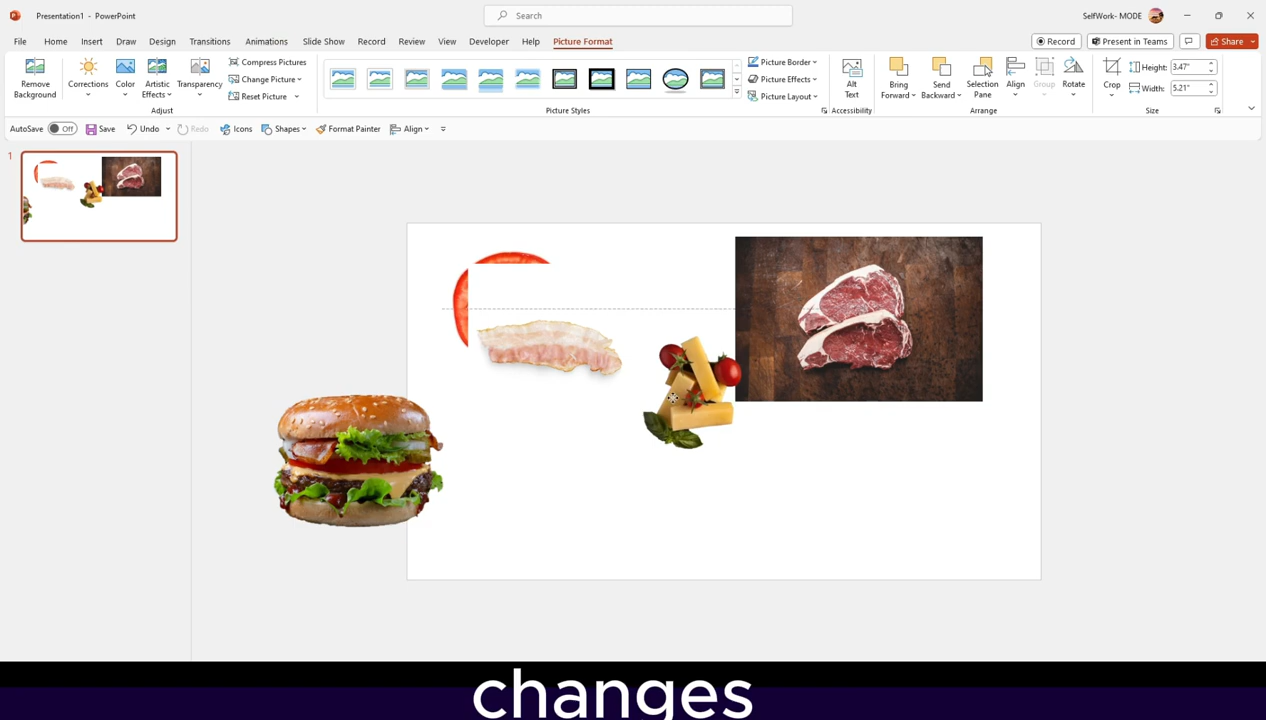 Presentation1 - PowerPoint
Search
SelfWork- MODE
File Home Insert Draw Design Transitions Animations Slide Show Record Review View Developer Help Picture Format
Record Present in Teams Share
Remove Background
Corrections
Color
Artistic Effects
Transparency
Compress Pictures
Change Picture
Reset Picture
Picture Border
Picture Effects
Picture Layout
Alt Text
Bring Forward
Send Backward
Selection Pane
Align
Group
Rotate
Crop
Height: 3.47"
Width: 5.21"
Adjust Picture Styles Accessibility Arrange Size
AutoSave Off Save Undo Redo Icons Shapes Format Painter Align
1
changes